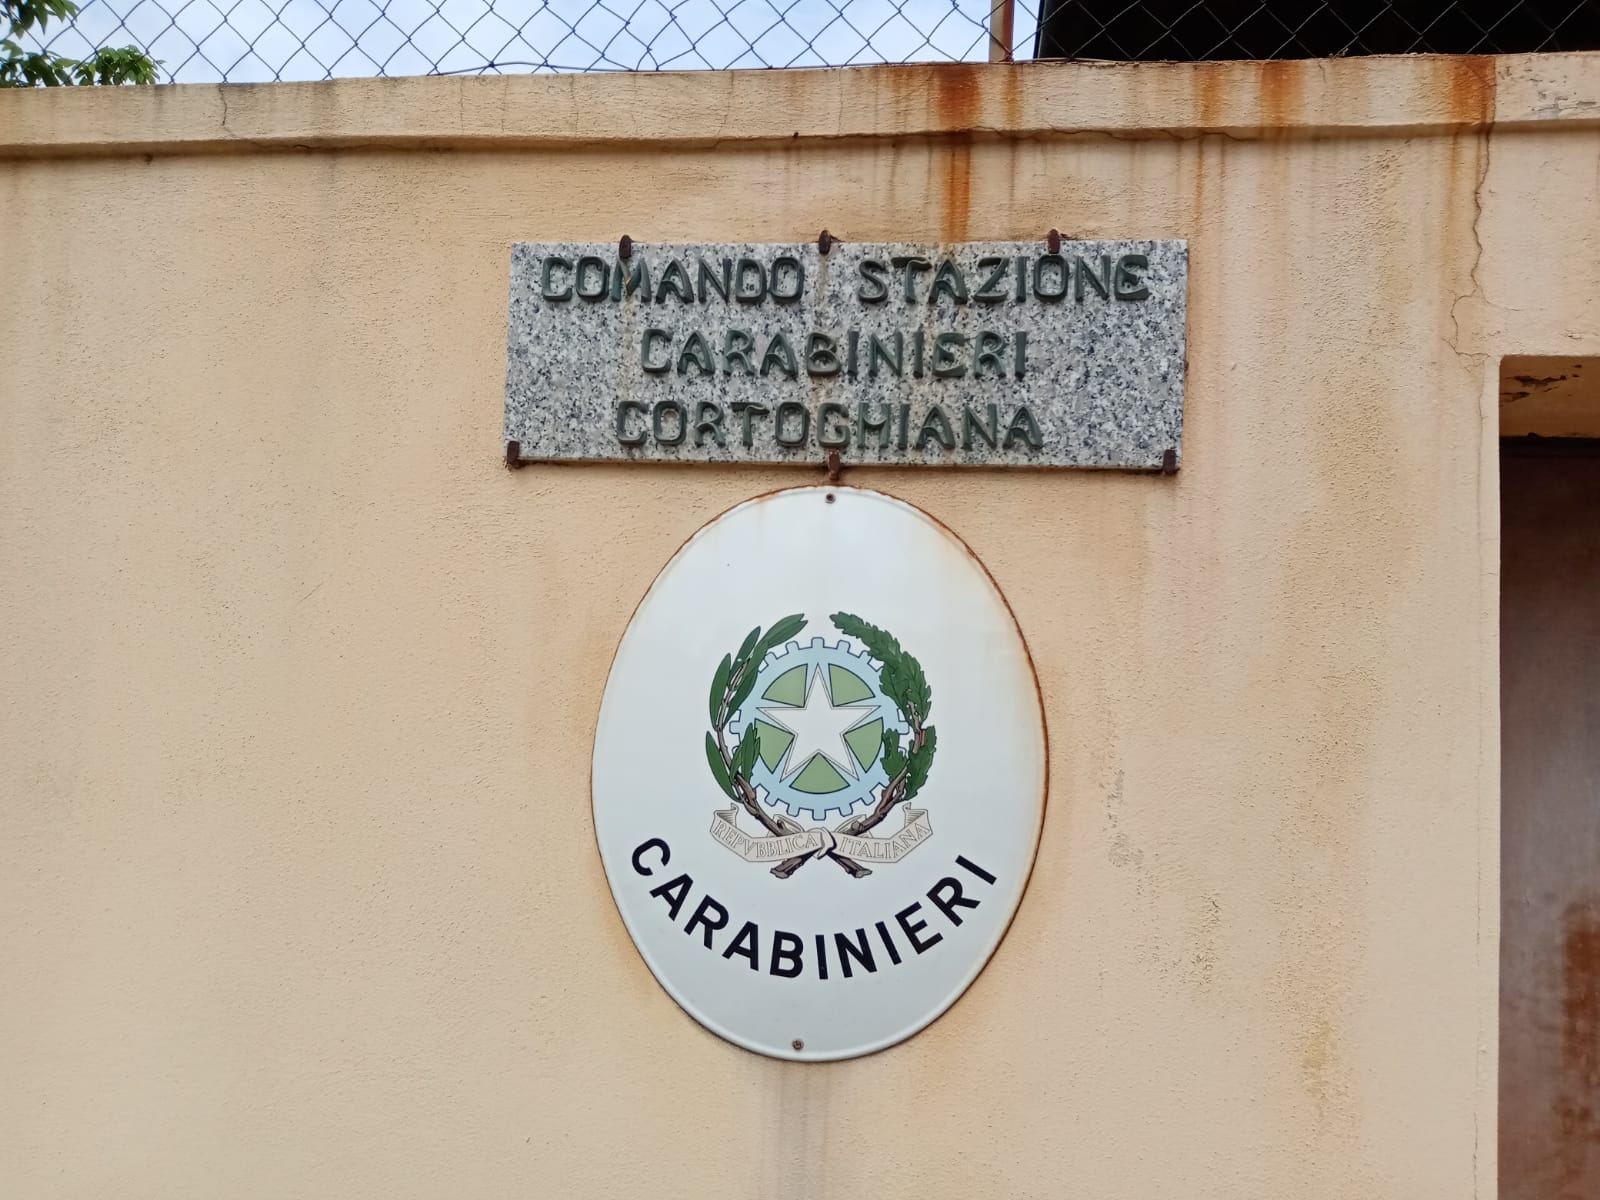 COMANDO STAZIONE
CARABINIERI
CORTOGHIANA
REPVBBLICA ITALIANA
CARABINIERI